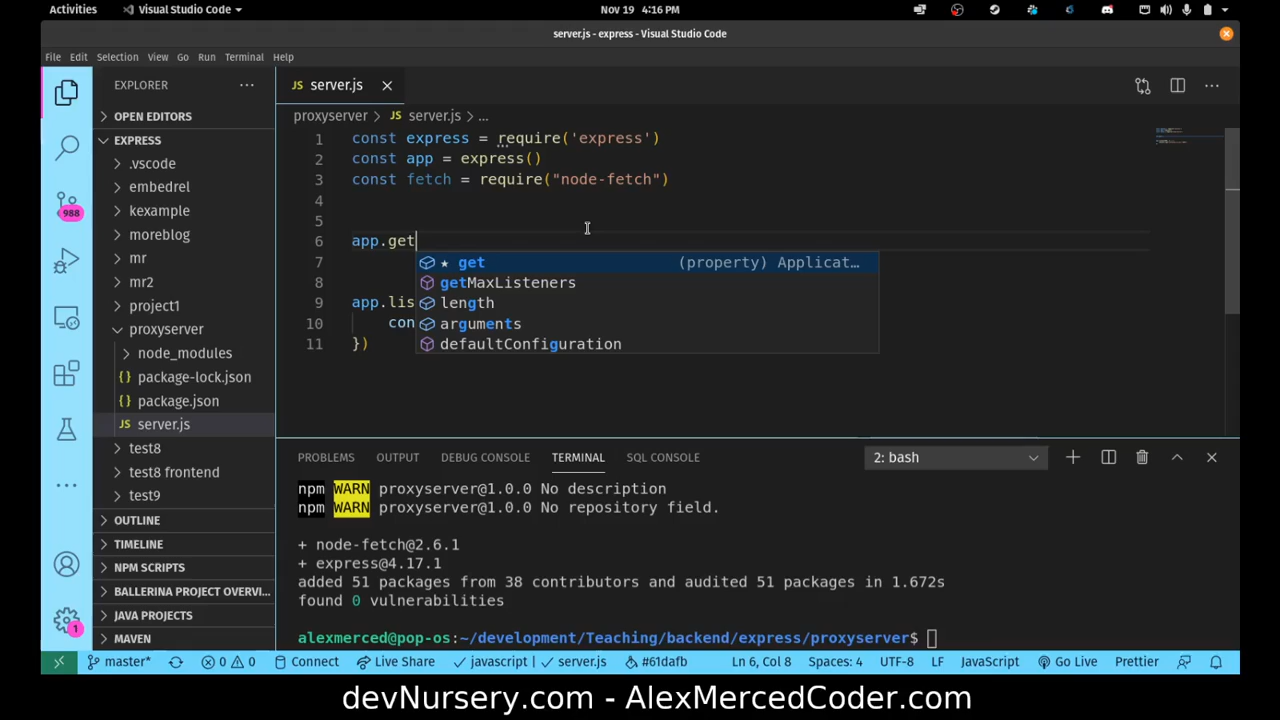 Activities
Visual Studio Code
Nov 19 4:16 PM
server.js - express - Visual Studio Code
File Edit Selection View Go Run Terminal Help
EXPLORER
JS server.js
OPEN EDITORS
EXPRESS
.vscode
embedrel
kexample
moreblog
mr
mr2
project1
proxyserver
node_modules
{} package-lock.json
{} package.json
JS server.js
test8
test8 frontend
test9
OUTLINE
TIMELINE
NPM SCRIPTS
BALLERINA PROJECT OVERVI...
JAVA PROJECTS
MAVEN
988
1
proxyserver > JS server.js > ...
1 const express = require('express')
2 const app = express()
3 const fetch = require("node-fetch")
4
5
6 app.get
7
8
9 app.lis
10 con
11 })
★ get (property) Applicat...
getMaxListeners
length
arguments
defaultConfiguration
PROBLEMS OUTPUT DEBUG CONSOLE TERMINAL SQL CONSOLE
2: bash
npm WARN proxyserver@1.0.0 No description
npm WARN proxyserver@1.0.0 No repository field.
+ node-fetch@2.6.1
+ express@4.17.1
added 51 packages from 38 contributors and audited 51 packages in 1.672s
found 0 vulnerabilities
alexmerced@pop-os:~/development/Teaching/backend/express/proxyserver$
master* 0 0 Connect Live Share javascript | server.js #61dafb Ln 6, Col 8 Spaces: 4 UTF-8 LF JavaScript Go Live Prettier
devNursery.com - AlexMercedCoder.com